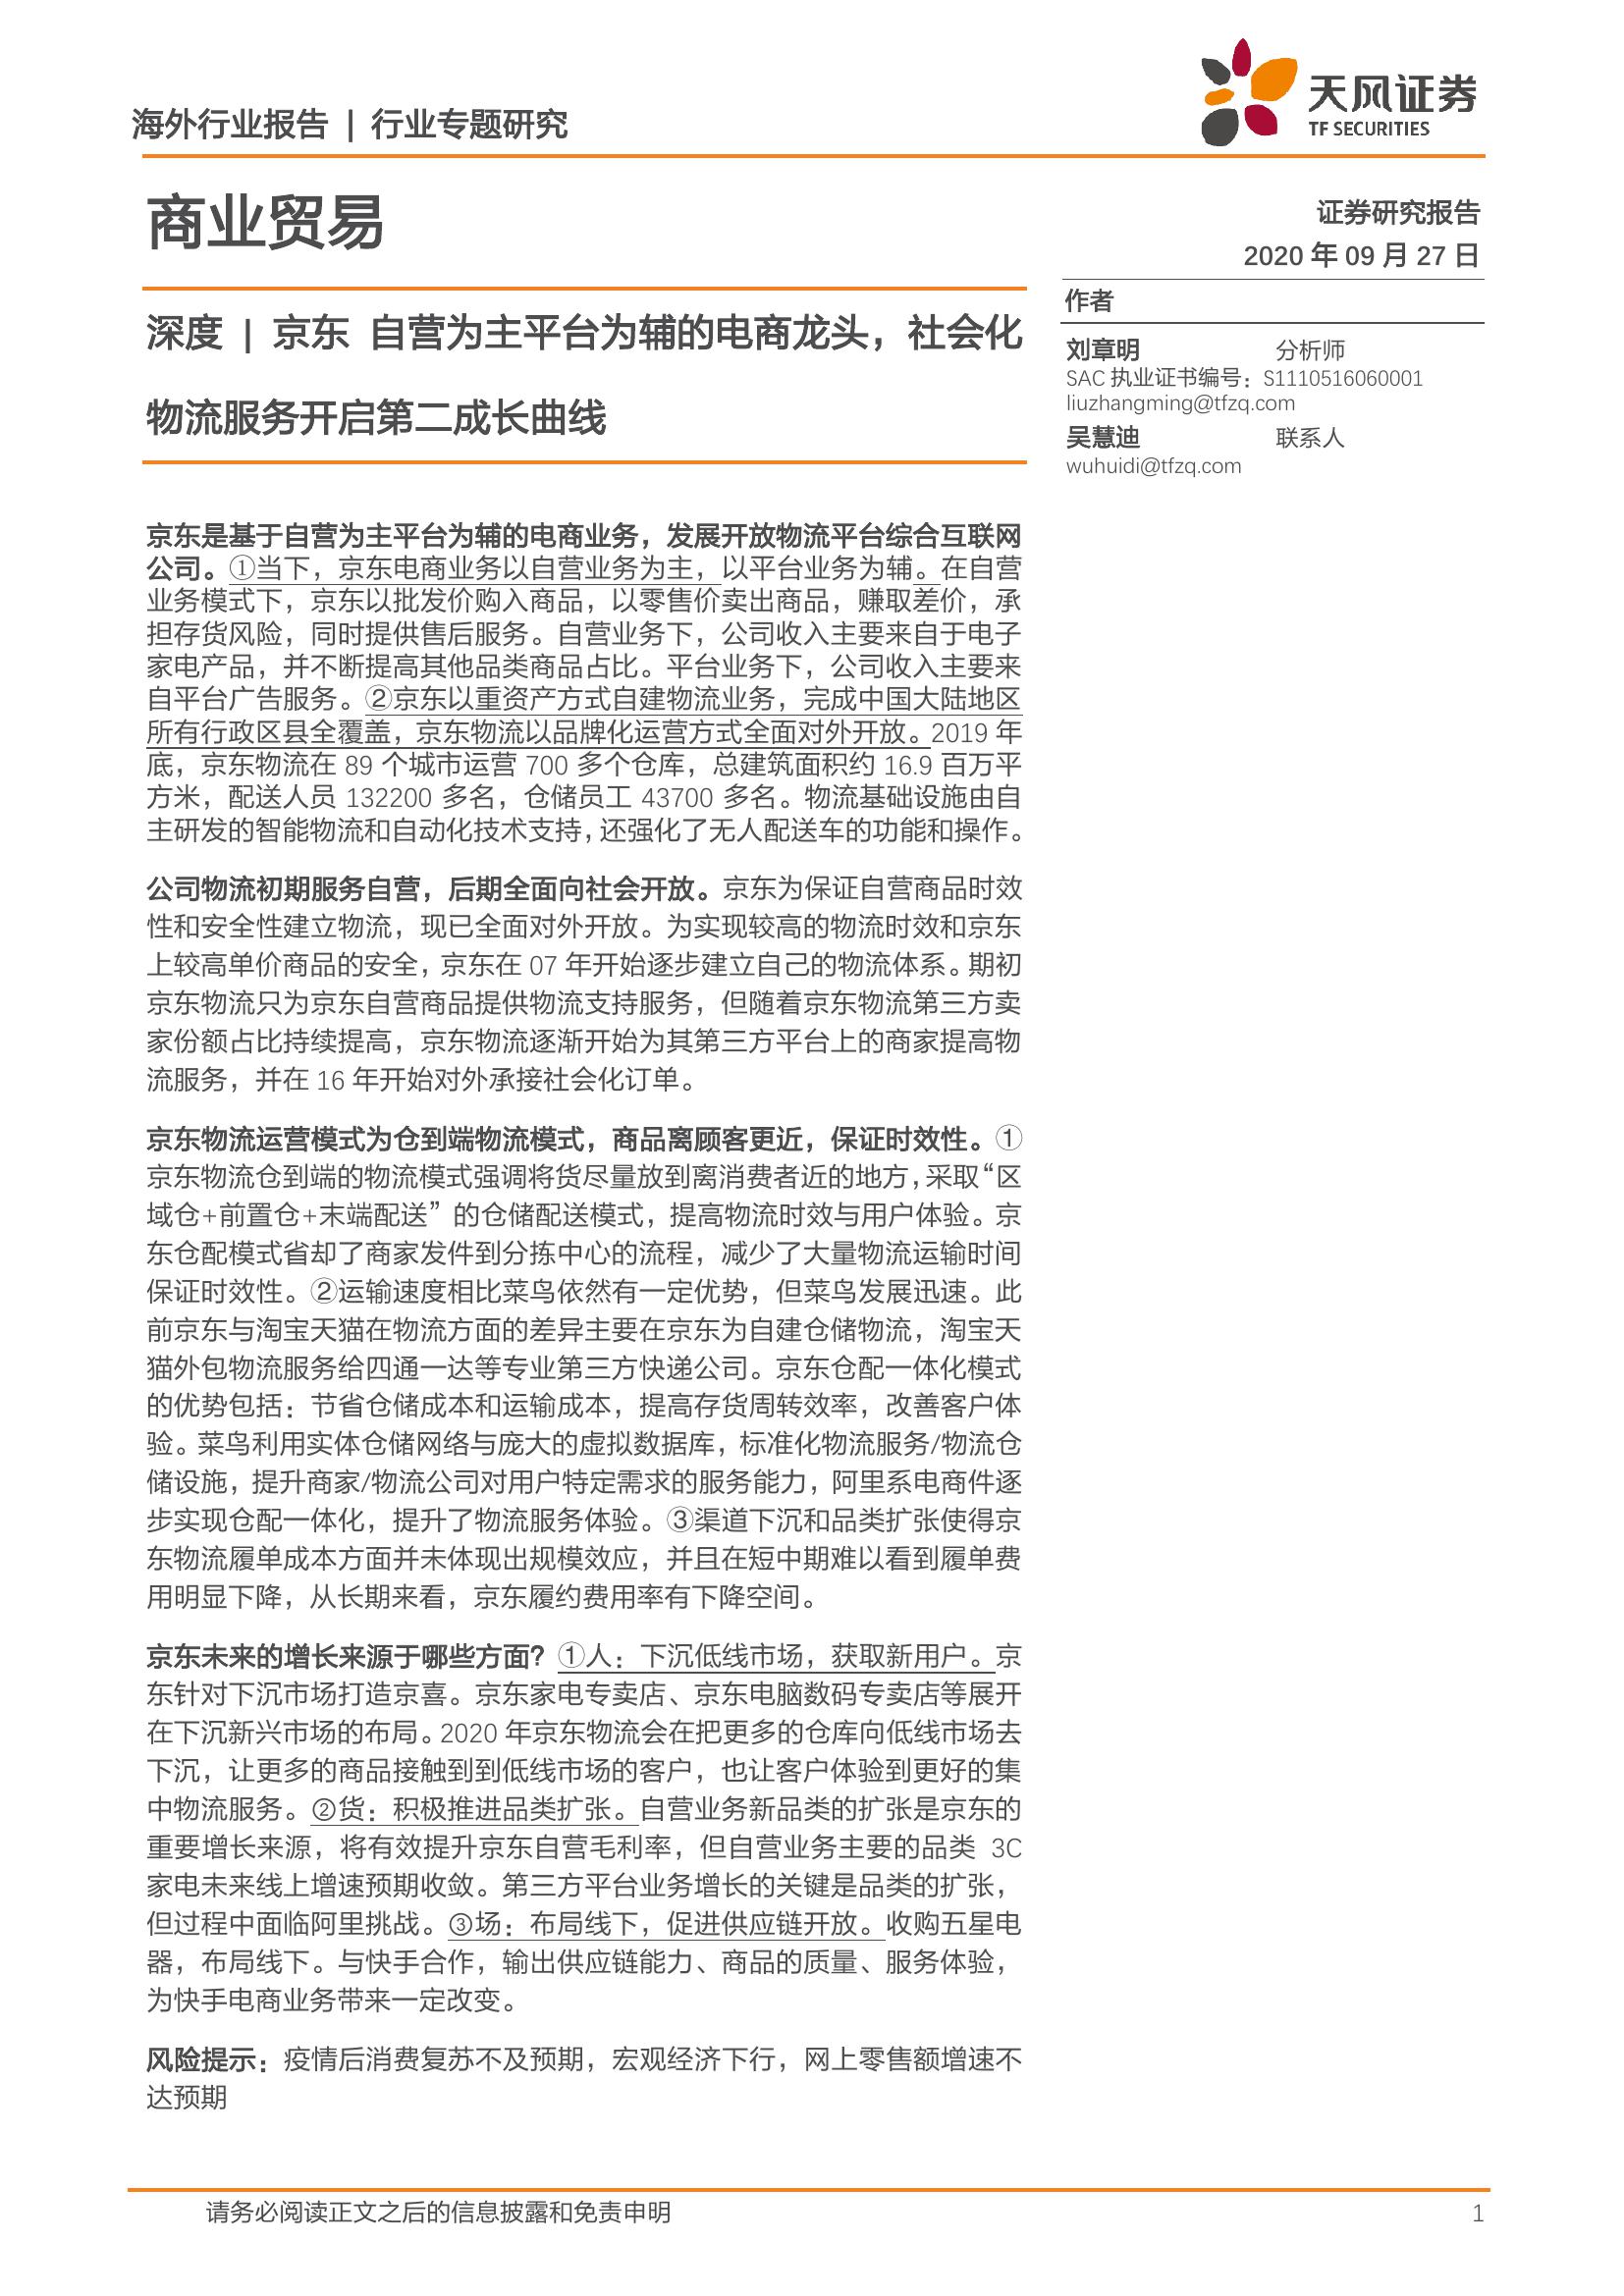 海外行业报告 | 行业专题研究
天风证券
TF SECURITIES
商业贸易
证券研究报告
2020 年 09 月 27 日
深度 | 京东 自营为主平台为辅的电商龙头，社会化
物流服务开启第二成长曲线
作者
刘章明 分析师
SAC 执业证书编号：S1110516060001
liuzhangming@tfzq.com
吴慧迪 联系人
wuhuidi@tfzq.com
京东是基于自营为主平台为辅的电商业务，发展开放物流平台综合互联网
公司。①当下，京东电商业务以自营业务为主，以平台业务为辅。在自营
业务模式下，京东以批发价购入商品，以零售价卖出商品，赚取差价，承
担存货风险，同时提供售后服务。自营业务下，公司收入主要来自于电子
家电产品，并不断提高其他品类商品占比。平台业务下，公司收入主要来
自平台广告服务。②京东以重资产方式自建物流业务，完成中国大陆地区
所有行政区县全覆盖，京东物流以品牌化运营方式全面对外开放。2019 年
底，京东物流在 89 个城市运营 700 多个仓库，总建筑面积约 16.9 百万平
方米，配送人员 132200 多名，仓储员工 43700 多名。物流基础设施由自
主研发的智能物流和自动化技术支持，还强化了无人配送车的功能和操作。
公司物流初期服务自营，后期全面向社会开放。京东为保证自营商品时效
性和安全性建立物流，现已全面对外开放。为实现较高的物流时效和京东
上较高单价商品的安全，京东在 07 年开始逐步建立自己的物流体系。期初
京东物流只为京东自营商品提供物流支持服务，但随着京东物流第三方卖
家份额占比持续提高，京东物流逐渐开始为其第三方平台上的商家提高物
流服务，并在 16 年开始对外承接社会化订单。
京东物流运营模式为仓到端物流模式，商品离顾客更近，保证时效性。①
京东物流仓到端的物流模式强调将货尽量放到离消费者近的地方，采取“区
域仓+前置仓+末端配送”的仓储配送模式，提高物流时效与用户体验。京
东仓配模式省却了商家发件到分拣中心的流程，减少了大量物流运输时间
保证时效性。②运输速度相比菜鸟依然有一定优势，但菜鸟发展迅速。此
前京东与淘宝天猫在物流方面的差异主要在京东为自建仓储物流，淘宝天
猫外包物流服务给四通一达等专业第三方快递公司。京东仓配一体化模式
的优势包括：节省仓储成本和运输成本，提高存货周转效率，改善客户体
验。菜鸟利用实体仓储网络与庞大的虚拟数据库，标准化物流服务/物流仓
储设施，提升商家/物流公司对用户特定需求的服务能力，阿里系电商件逐
步实现仓配一体化，提升了物流服务体验。③渠道下沉和品类扩张使得京
东物流履单成本方面并未体现出规模效应，并且在短中期难以看到履单费
用明显下降，从长期来看，京东履约费用率有下降空间。
京东未来的增长来源于哪些方面？①人：下沉低线市场，获取新用户。京
东针对下沉市场打造京喜。京东家电专卖店、京东电脑数码专卖店等展开
在下沉新兴市场的布局。2020 年京东物流会在把更多的仓库向低线市场去
下沉，让更多的商品接触到到低线市场的客户，也让客户体验到更好的集
中物流服务。②货：积极推进品类扩张。自营业务新品类的扩张是京东的
重要增长来源，将有效提升京东自营毛利率，但自营业务主要的品类 3C
家电未来线上增速预期收敛。第三方平台业务增长的关键是品类的扩张，
但过程中面临阿里挑战。③场：布局线下，促进供应链开放。收购五星电
器，布局线下。与快手合作，输出供应链能力、商品的质量、服务体验，
为快手电商业务带来一定改变。
风险提示：疫情后消费复苏不及预期，宏观经济下行，网上零售额增速不
达预期
请务必阅读正文之后的信息披露和免责申明 1